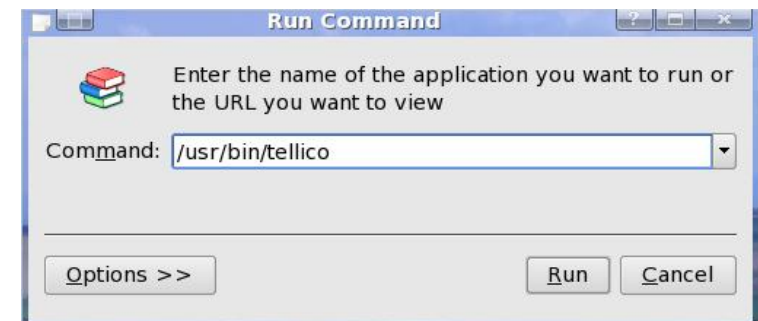 Run Command
Enter the name of the application you want to run or
the URL you want to view
Command: /usr/bin/tellico
Options >> Run Cancel